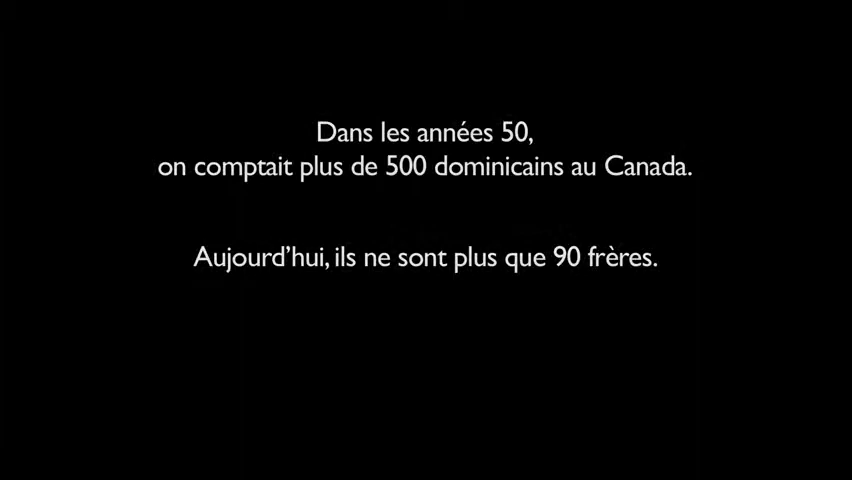 Dans les années 50,
on comptait plus de 500 dominicains au Canada.
Aujourd’hui, ils ne sont plus que 90 frères.